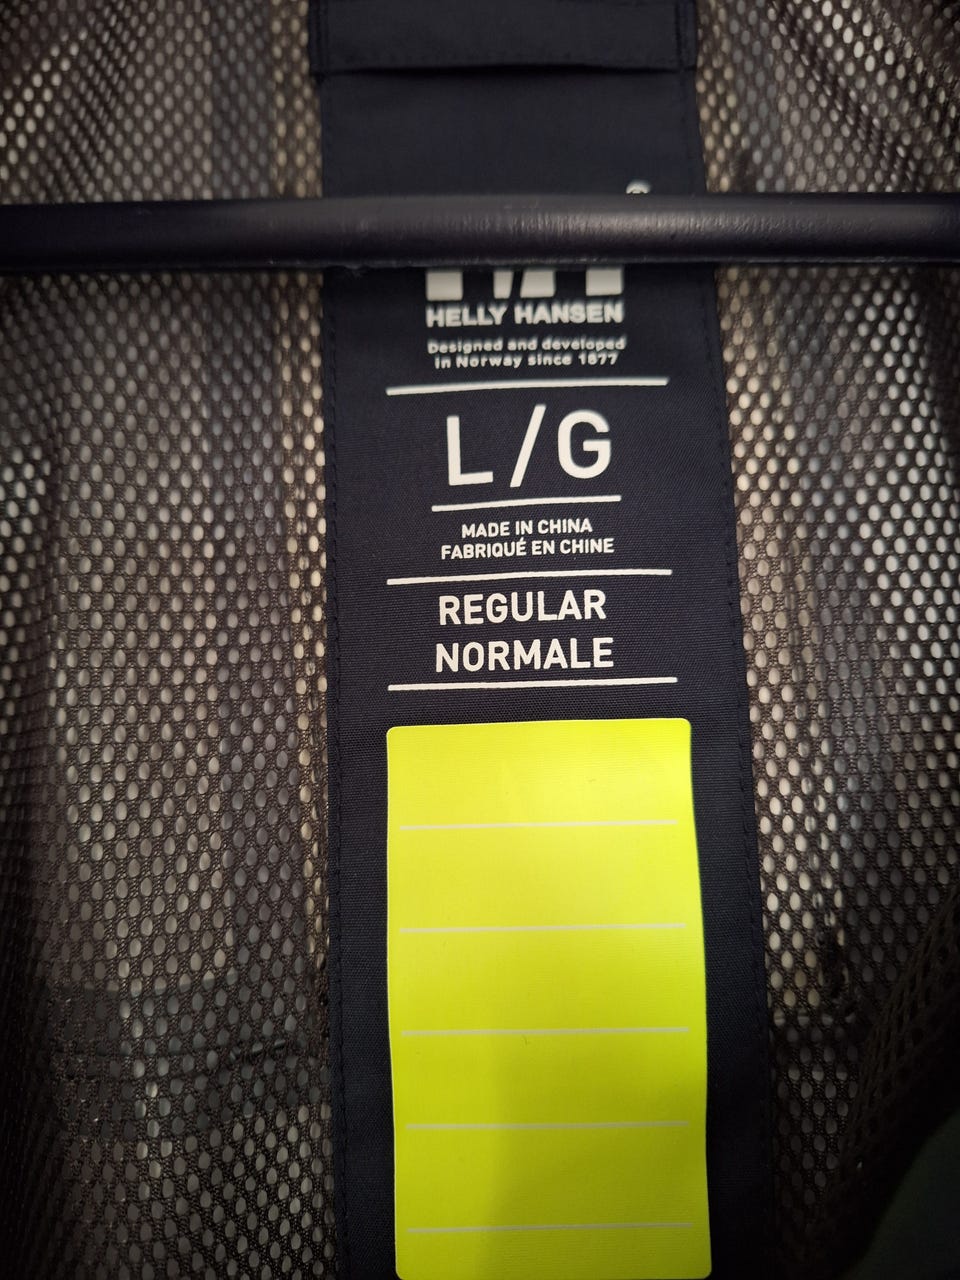 ®
HELLY HANSEN
Designed and developed
in Norway since 1877
L/G
MADE IN CHINA
FABRIQUÉ EN CHINE
REGULAR
NORMALE